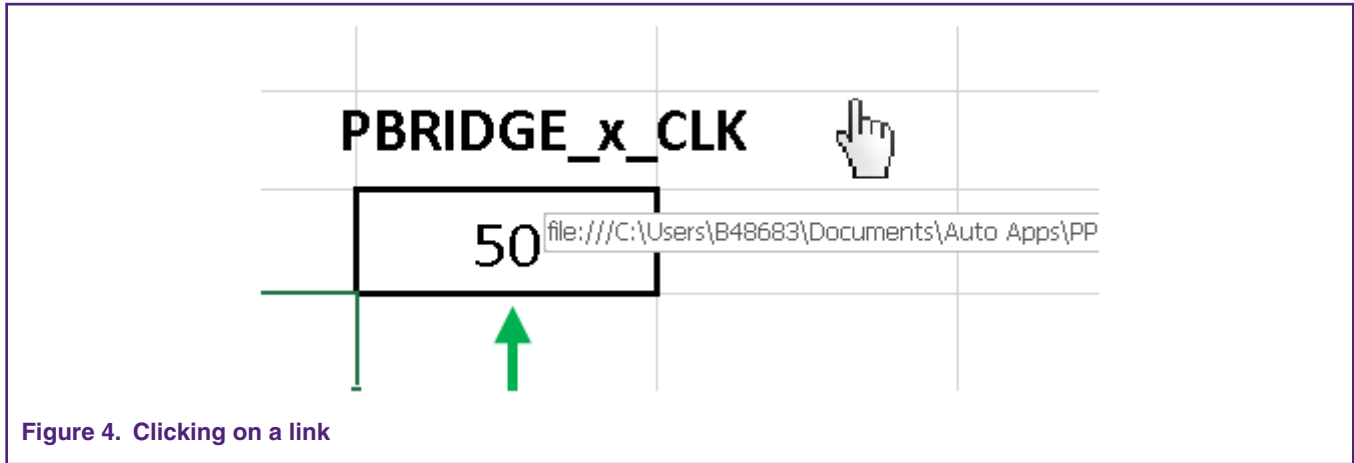 PBRIDGE_x_CLK
50
file:///C:\Users\B48683\Documents\Auto Apps\PP
Figure 4. Clicking on a link